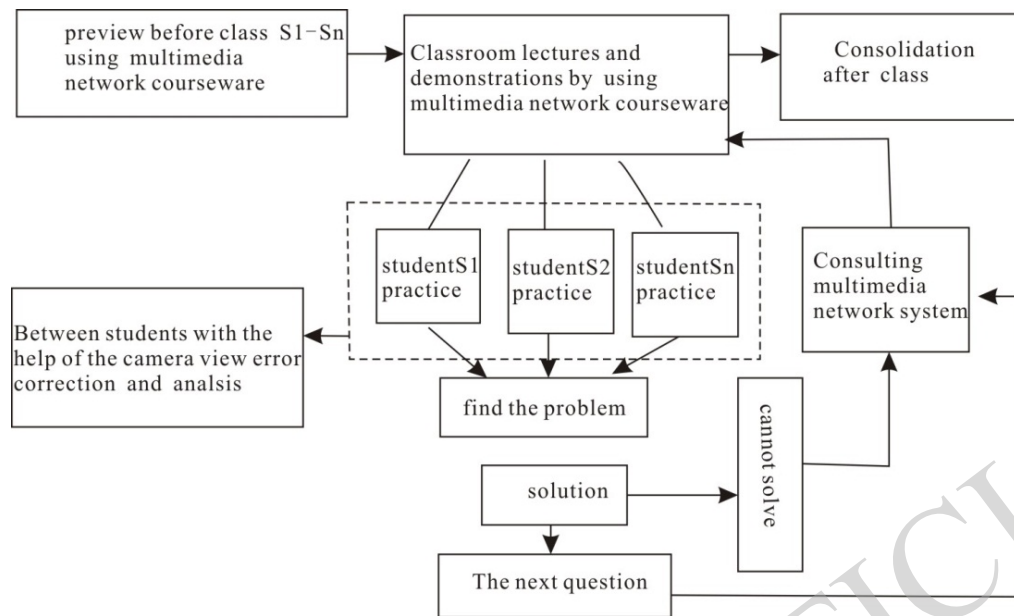 preview before class S1-Sn
using multimedia
network courseware
Classroom lectures and
demonstrations by using
multimedia network courseware
Consolidation
after class
studentS1
practice
studentS2
practice
studentSn
practice
Consulting
multimedia
network system
Between students with the
help of the camera view error
correction and analsis
find the problem
cannot solve
solution
The next question